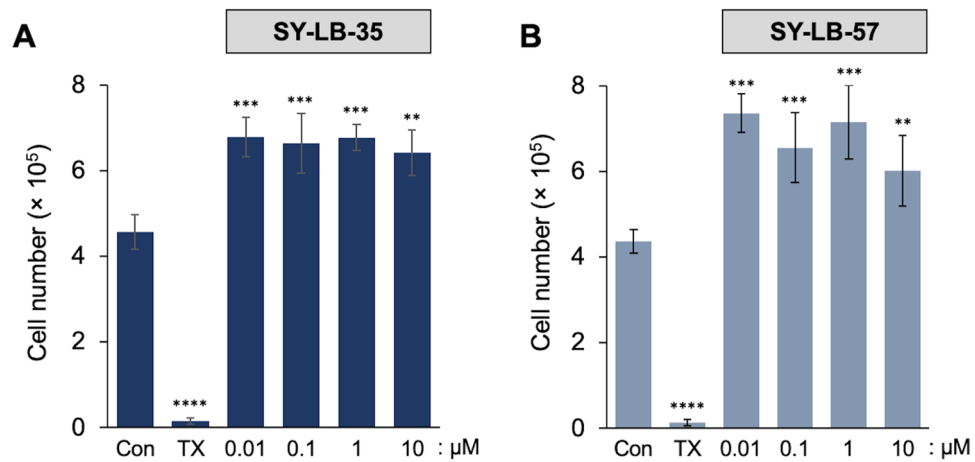 A
SY-LB-35
Cell number (× 10⁵)
8
6
4
2
0
***
***
***
**
****
Con TX 0.01 0.1 1 10 : μM
B
SY-LB-57
Cell number (× 10⁵)
8
6
4
2
0
***
***
***
**
****
Con TX 0.01 0.1 1 10 : μM